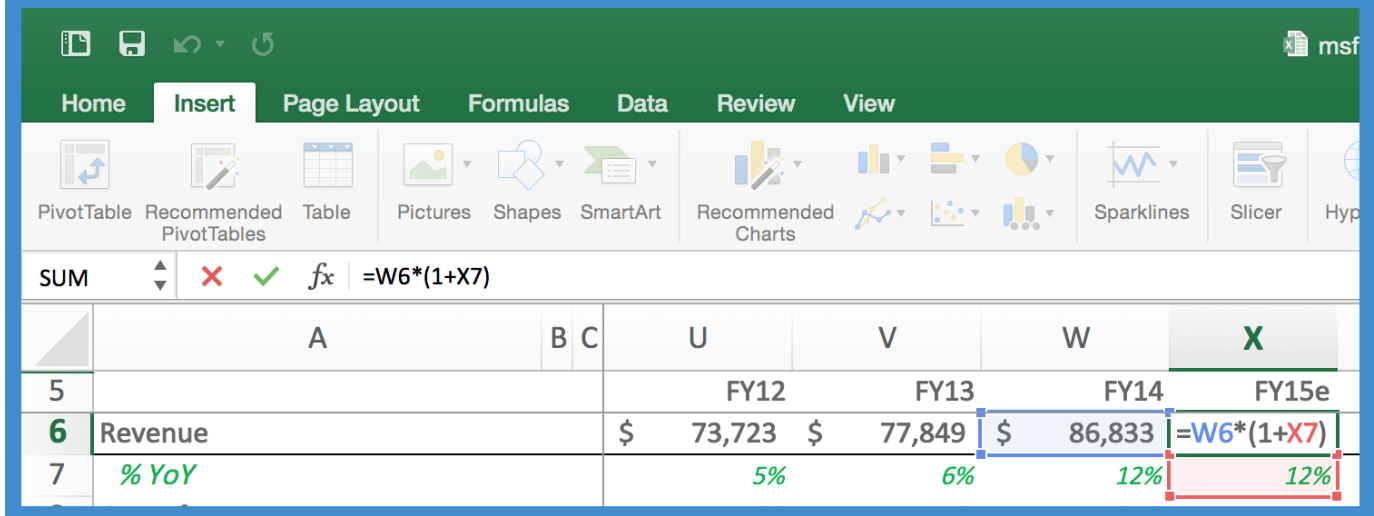 msf
Home Insert Page Layout Formulas Data Review View
PivotTable Recommended PivotTables Table Pictures Shapes SmartArt Recommended Charts Sparklines Slicer Hyp
SUM fx =W6*(1+X7)
A B C U V W X
5 FY12 FY13 FY14 FY15e
6 Revenue $ 73,723 $ 77,849 $ 86,833 =W6*(1+X7)
7 % YoY 5% 6% 12% 12%